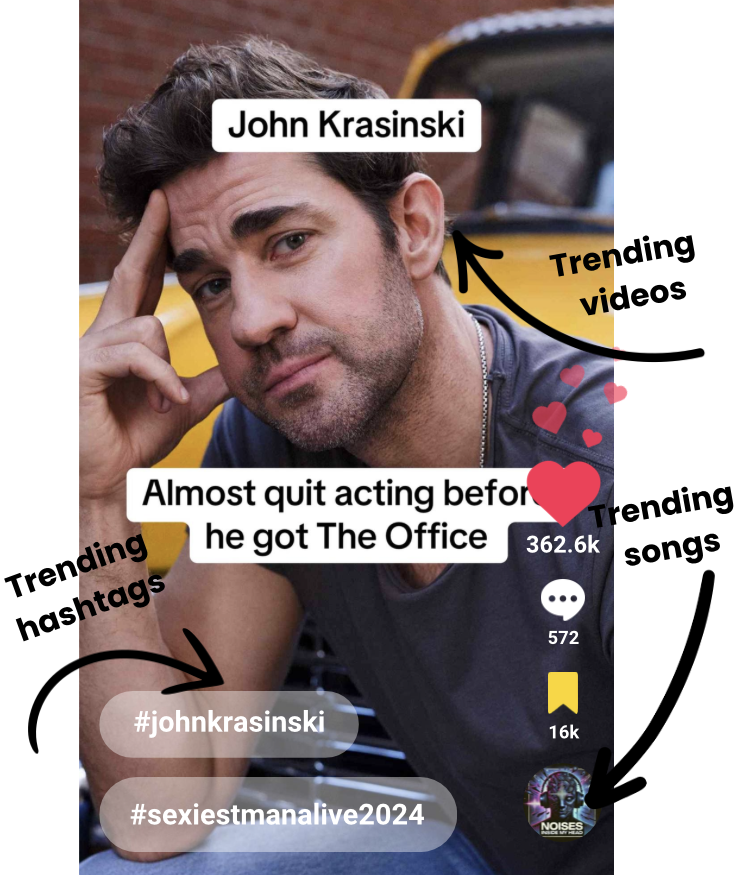 John Krasinski
Trending
videos
Almost quit acting before
he got The Office
362.6k
Trending
songs
Trending
hashtags
572
#johnkrasinski
16k
#sexiestmanalive2024
NOISES
INSIDE MY HEAD